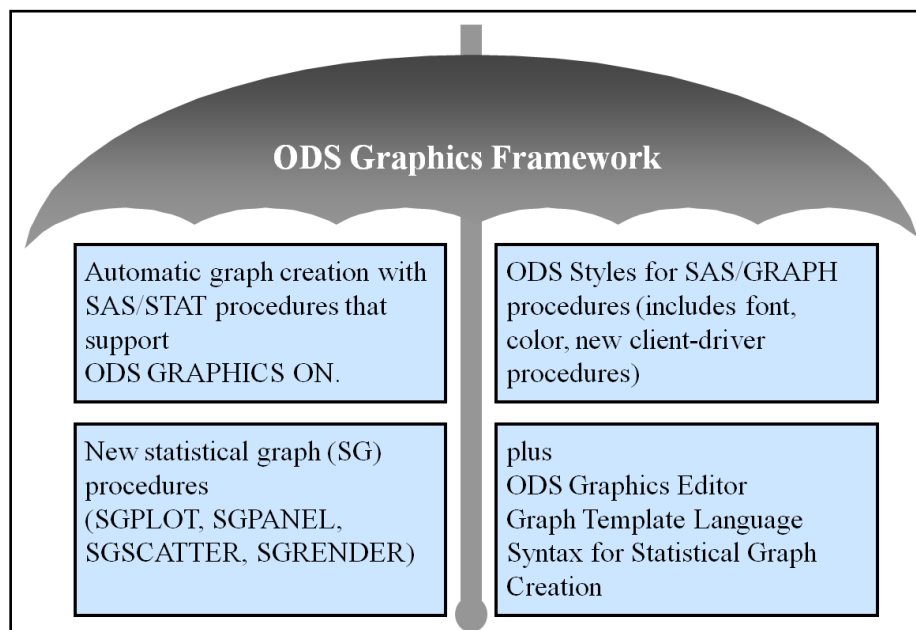 ODS Graphics Framework
Automatic graph creation with
SAS/STAT procedures that
support
ODS GRAPHICS ON.
ODS Styles for SAS/GRAPH
procedures (includes font,
color, new client-driver
procedures)
New statistical graph (SG)
procedures
(SGPLOT, SGPANEL,
SGSCATTER, SGRENDER)
plus
ODS Graphics Editor
Graph Template Language
Syntax for Statistical Graph
Creation